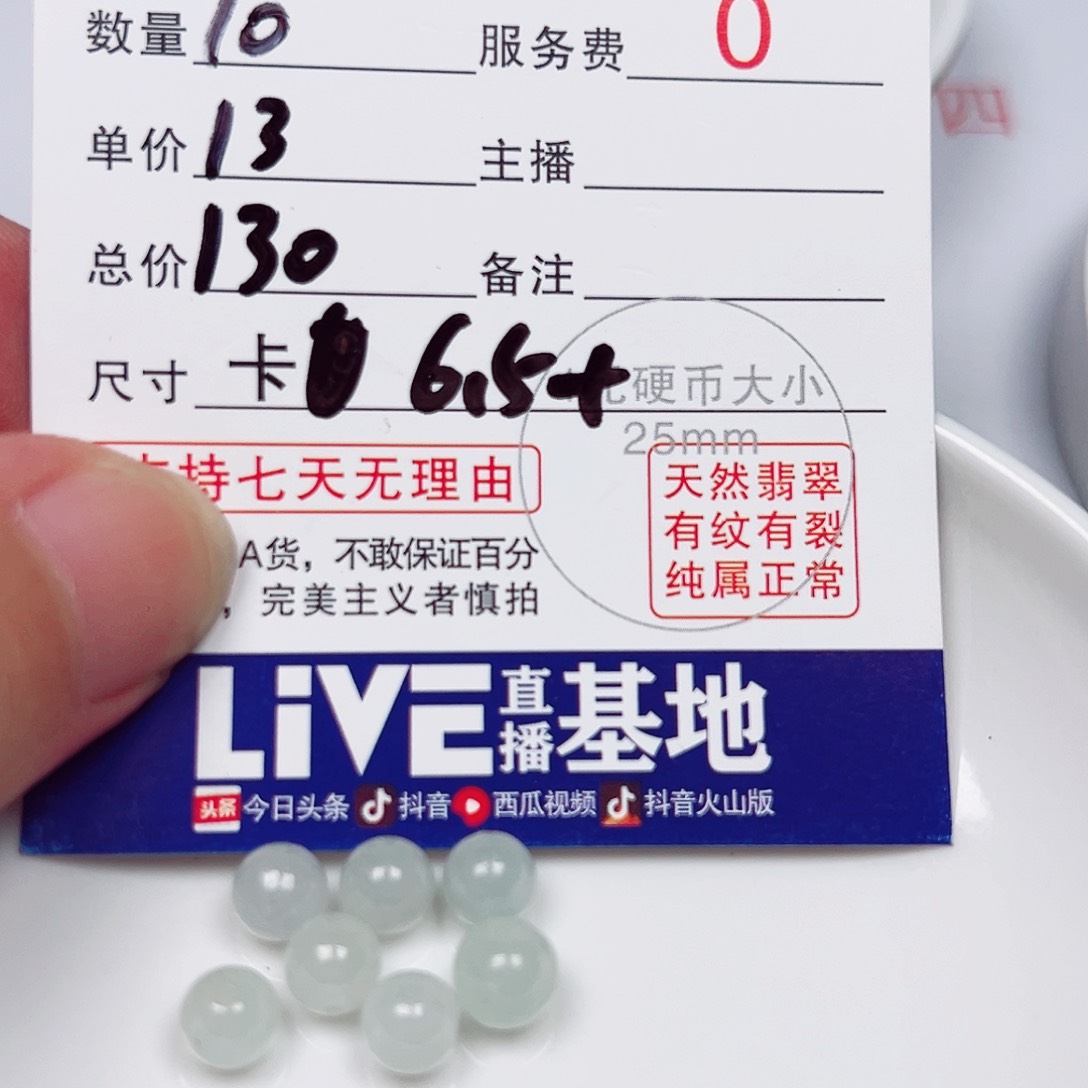 数量 10 服务费 0
单价 13 主播
总价 130 备注
尺寸 卡 6.5+ 硬币大小
25mm
持七天无理由
天然翡翠
有纹有裂
纯属正常
A货，不敢保证百分
，完美主义者慎拍
LiVE 直播 基地
头条 今日头条 抖音 西瓜视频 抖音火山版
四